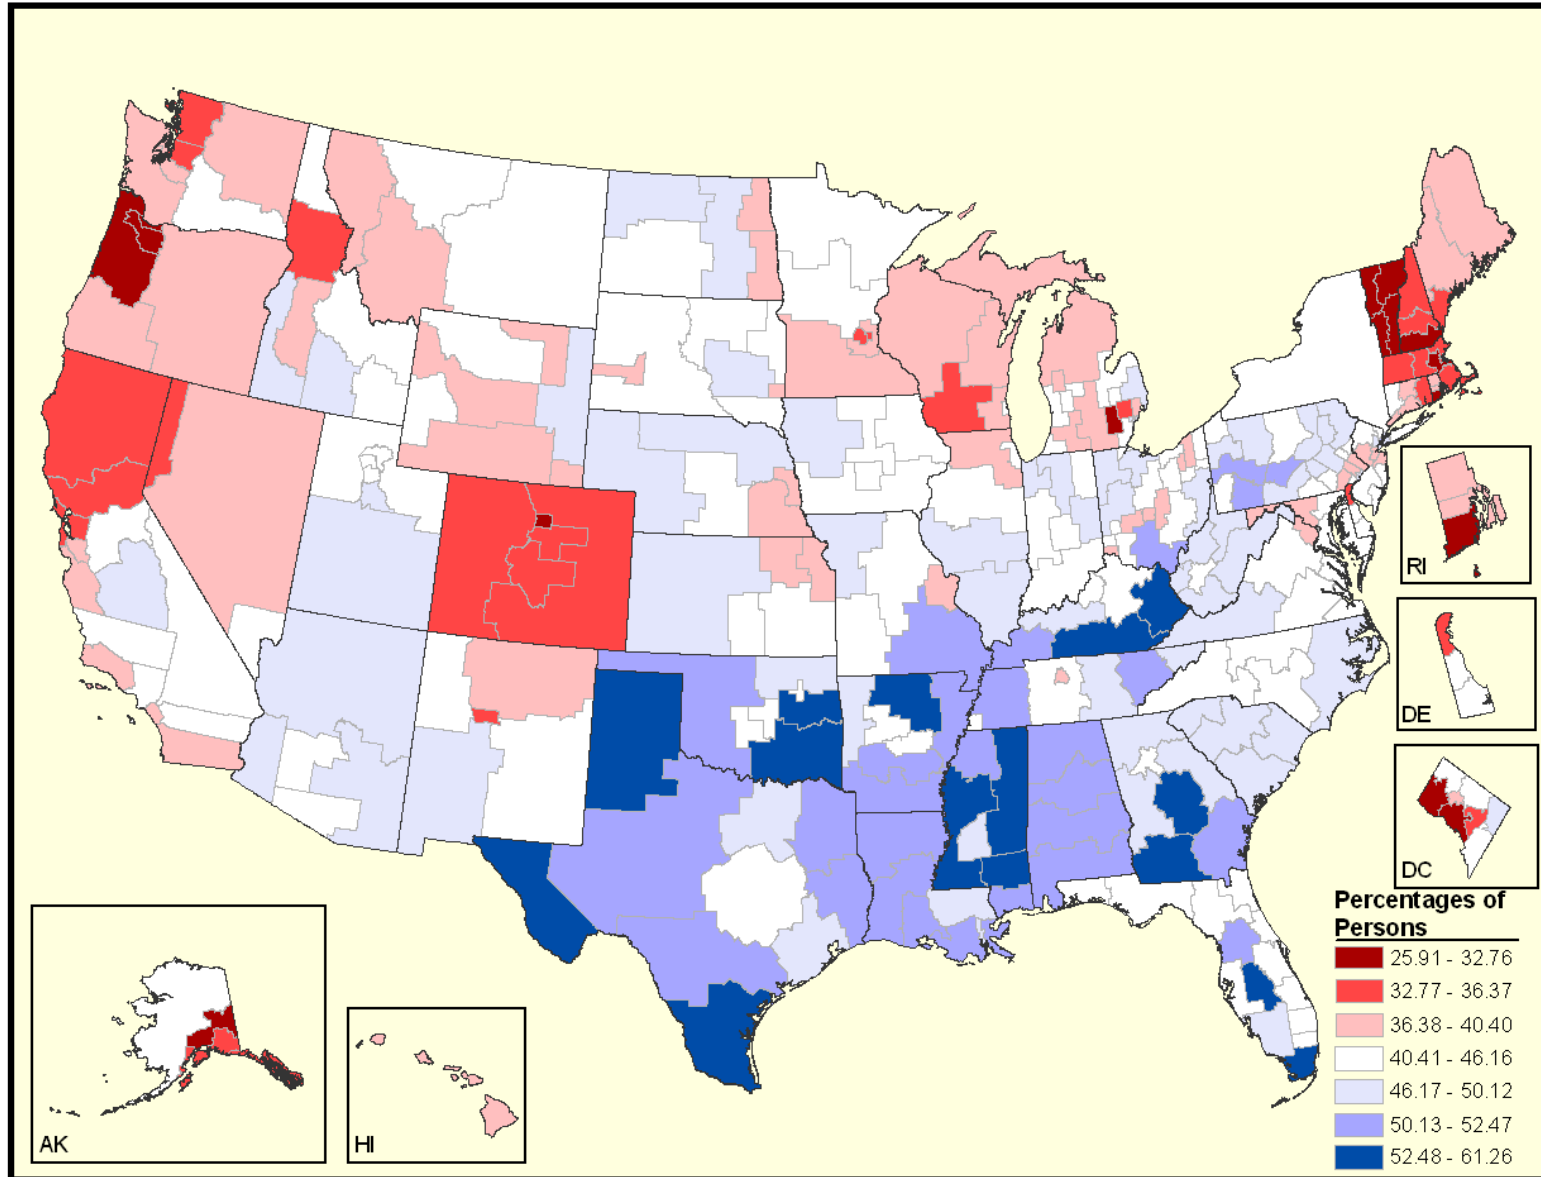 RI
DE
DC
AK
HI
Percentages of
Persons
25.91 - 32.76
32.77 - 36.37
36.38 - 40.40
40.41 - 46.16
46.17 - 50.12
50.13 - 52.47
52.48 - 61.26